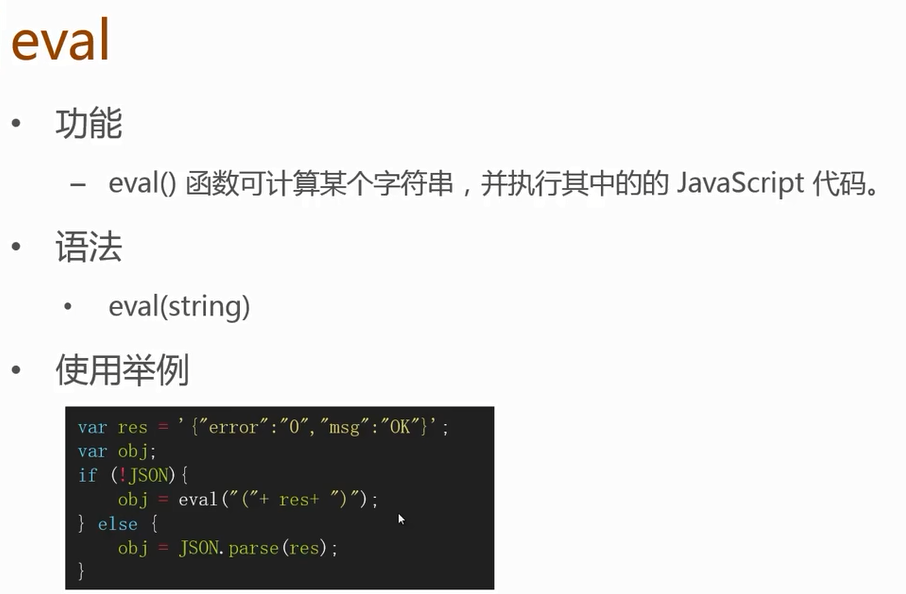 eval
• 功能
– eval() 函数可计算某个字符串，并执行其中的的 JavaScript 代码。
• 语法
• eval(string)
• 使用举例
var res = '{"error":"0","msg":"OK"}';
var obj;
if (!JSON){
    obj = eval("("+ res+ ")");
} else {
    obj = JSON.parse(res);
}